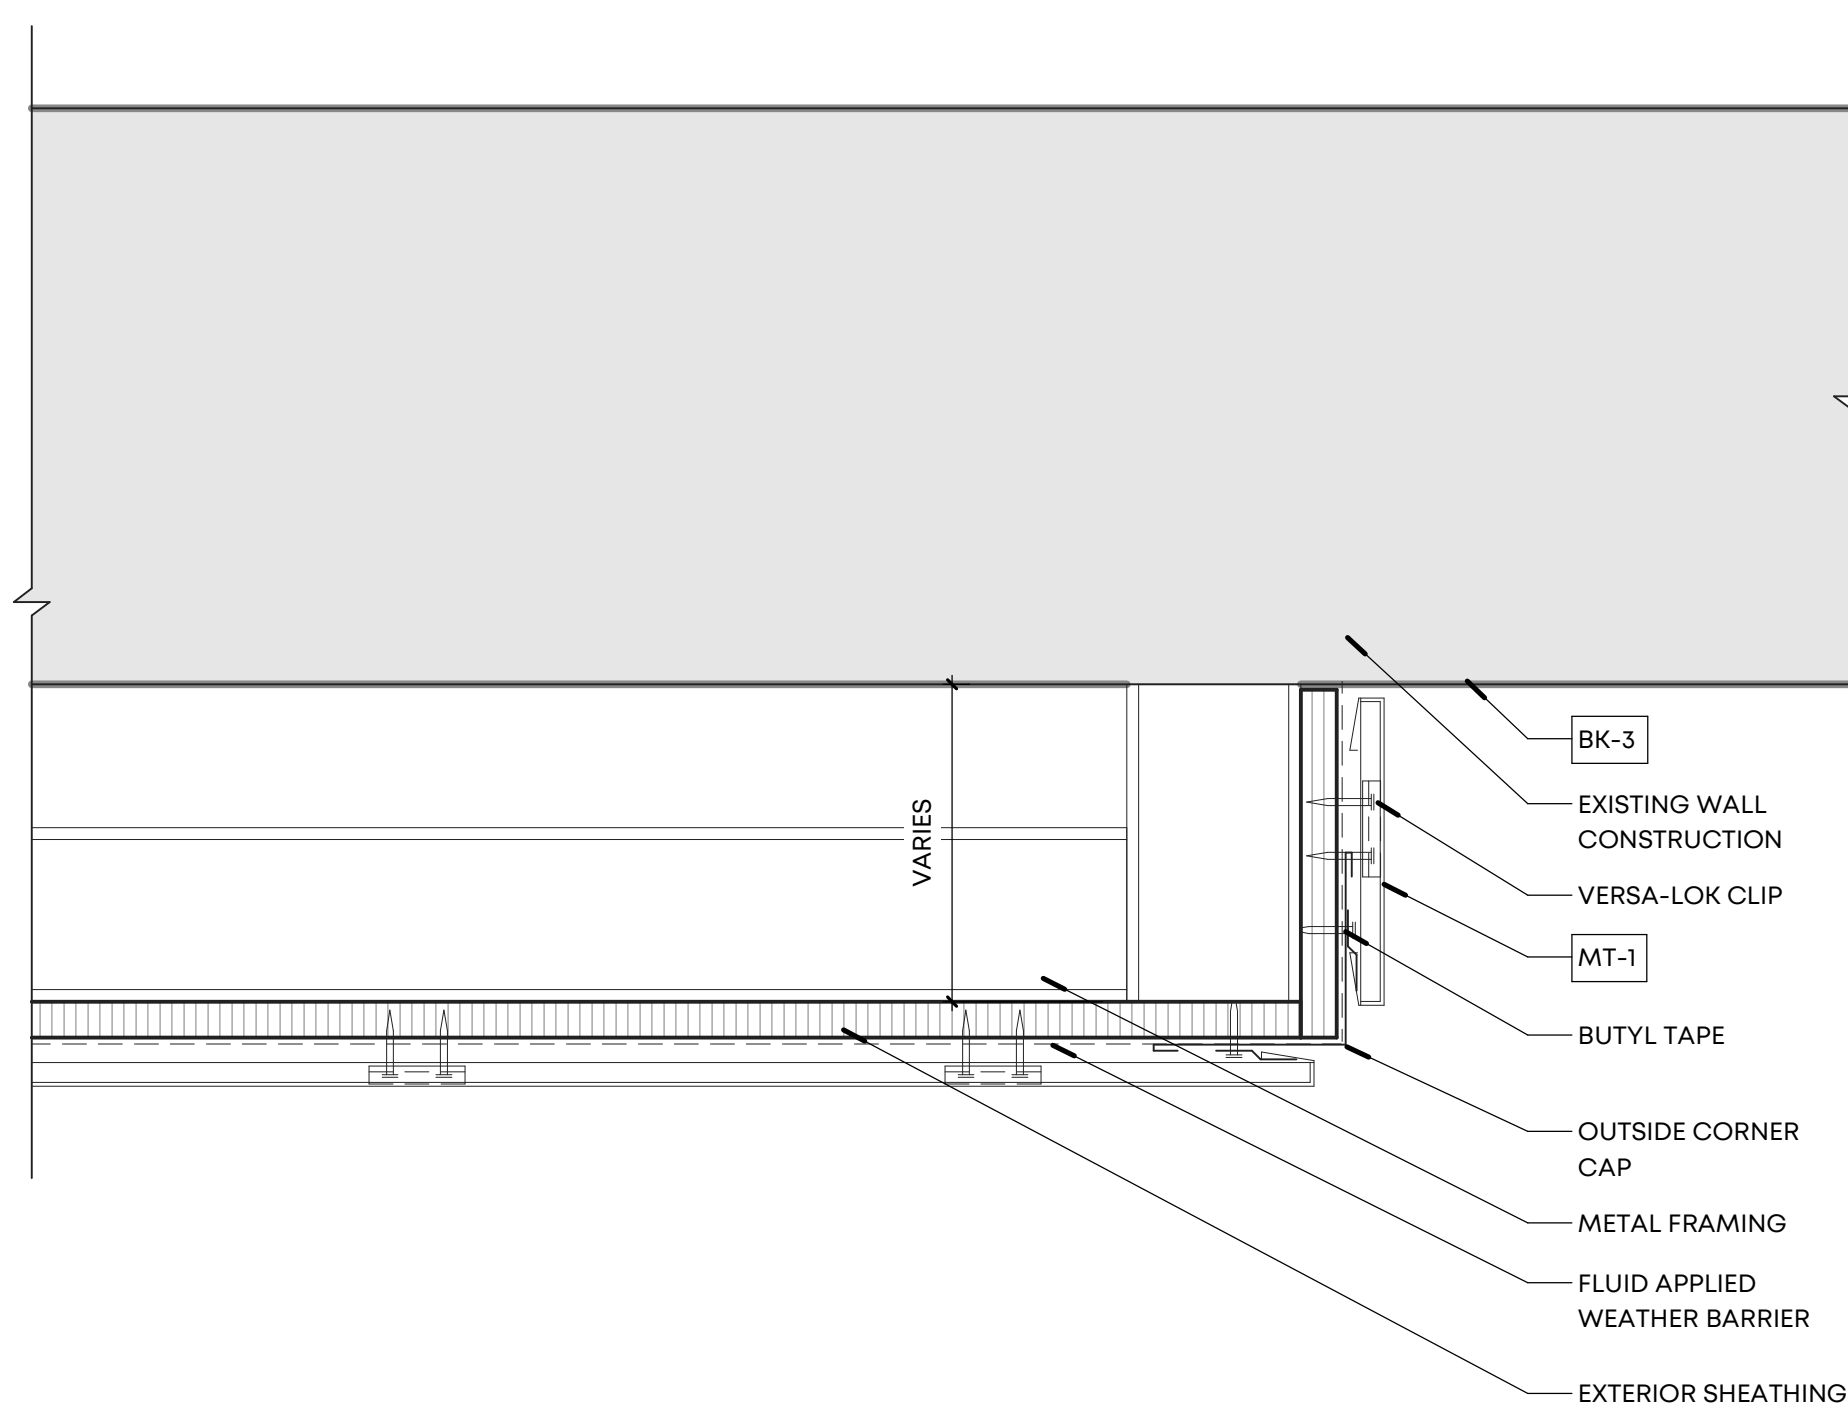 VARIES
BK-3
EXISTING WALL
CONSTRUCTION
VERSA-LOK CLIP
MT-1
BUTYL TAPE
OUTSIDE CORNER
CAP
METAL FRAMING
FLUID APPLIED
WEATHER BARRIER
EXTERIOR SHEATHING